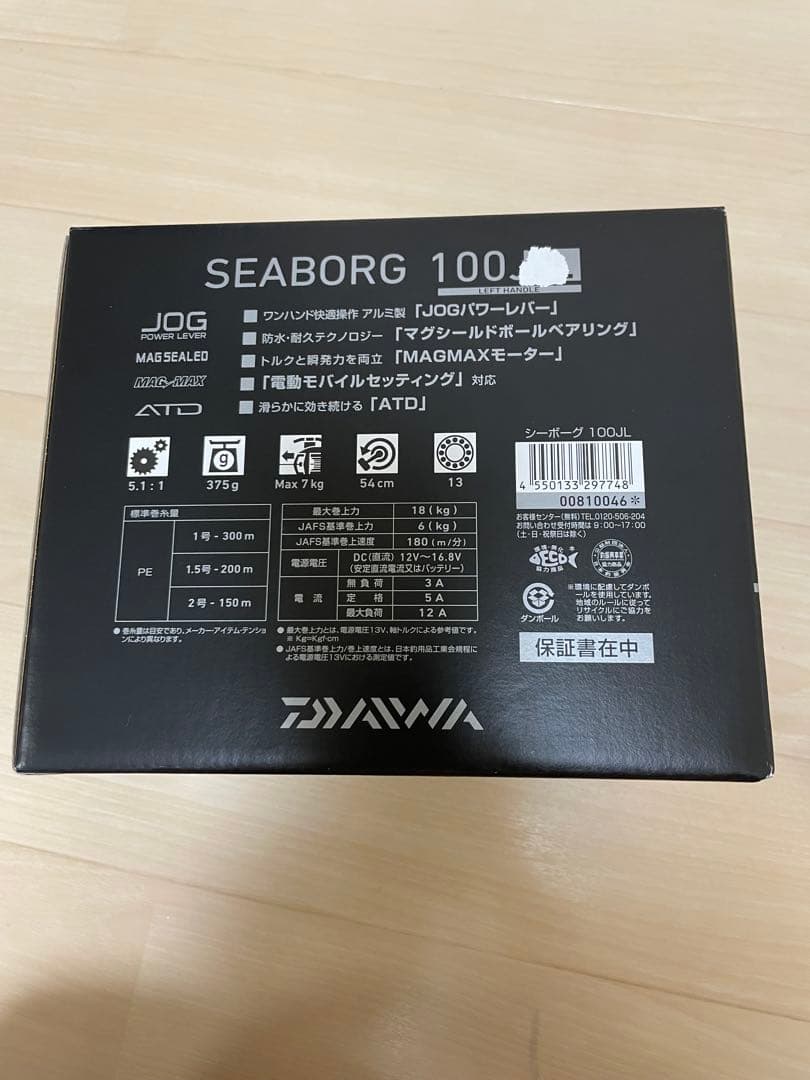 SEABORG 100JL
LEFT HANDLE
JOG
POWER LEVER
MAGSEALED
MAG-MAX
ATD
■ ワンハンド快適操作 アルミ製「JOGパワーレバー」
■ 防水・耐久テクノロジー「マグシールドボールベアリング」
■ トルクと瞬発力を両立「MAGMAXモーター」
■ 「電動モバイルセッティング」対応
■ 滑らかに効き続ける「ATD」
5.1:1
g
375g
Max 7kg
54cm
13
標準巻糸量
PE
1号-300m
1.5号-200m
2号-150m
●巻糸量は目安であり、メーカー・アイテム・テンションにより異なります。
最大巻上力 18(kg)
JAFS基準巻上力 6(kg)
JAFS基準巻上速度 180(m/分)
電源電圧 DC(直流)12V〜16.8V
(安定直流電流又はバッテリー)
電流
無負荷 3A
定格 5A
最大負荷 12A
●最大巻上力とは、電源電圧13V、軸トルクによる参考値です。
※Kg=Kgf・cm
●JAFS基準巻上力/巻上速度とは、日本釣用品工業会規程に
よる電源電圧13Vにおける測定値です。
シーボーグ 100JL
4 550133 297748
00810046*
お客様センター(無料)TEL.0120-506-204
お問い合わせ受付時間は9:00〜17:00
(土・日・祝祭日は除く)
ダンボール
※環境に配慮してダンボ
ールを使用しています。
地域のルールに従って
リサイクルにご協力を
お願いします。
保証書在中
DAIWA